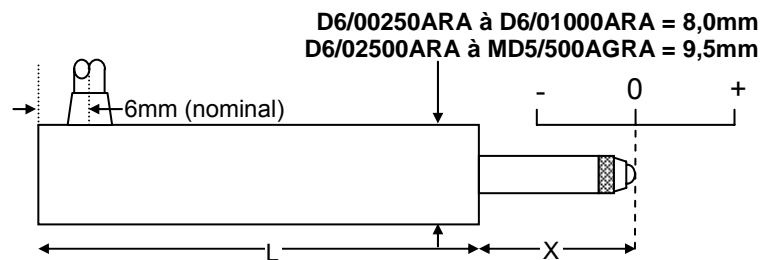 D6/00250ARA à D6/01000ARA = 8,0mm
D6/02500ARA à MD5/500AGRA = 9,5mm
- 0 +
6mm (nominal)
L X